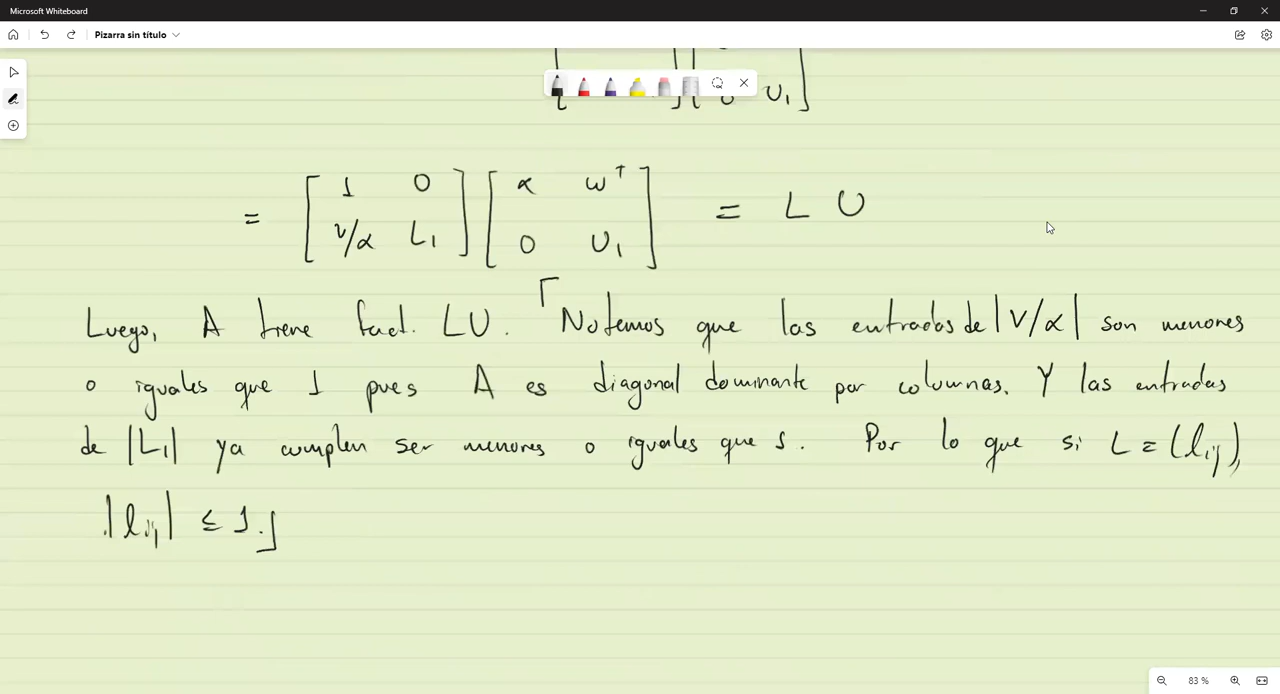 Microsoft Whiteboard
Pizarra sin título
U₁
= [ 1 0 ; v/α L₁ ] [ α wᵀ ; 0 U₁ ] = L U
Luego, A tiene fact. LU. ⌈Notemos que las entradas de |V/α| son menores
o iguales que 1 pues A es diagonal dominante por columnas. Y las entradas
de |L₁| ya cumplen ser menores o iguales que 1. Por lo que si L = (lᵢⱼ),
|lᵢⱼ| ≤ 1.⌋
83 %